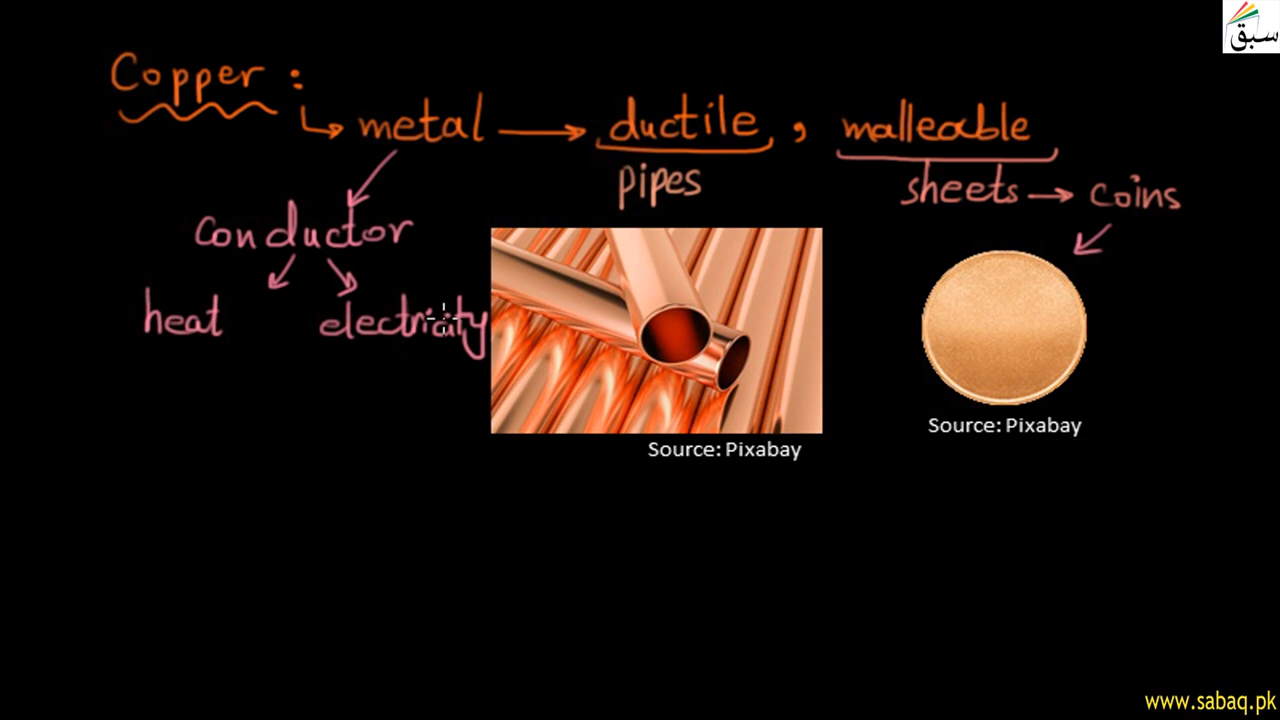 سبق
Copper :
metal → ductile , malleable
pipes
sheets → coins
conductor
heat electricity
Source: Pixabay
Source: Pixabay
www.sabaq.pk